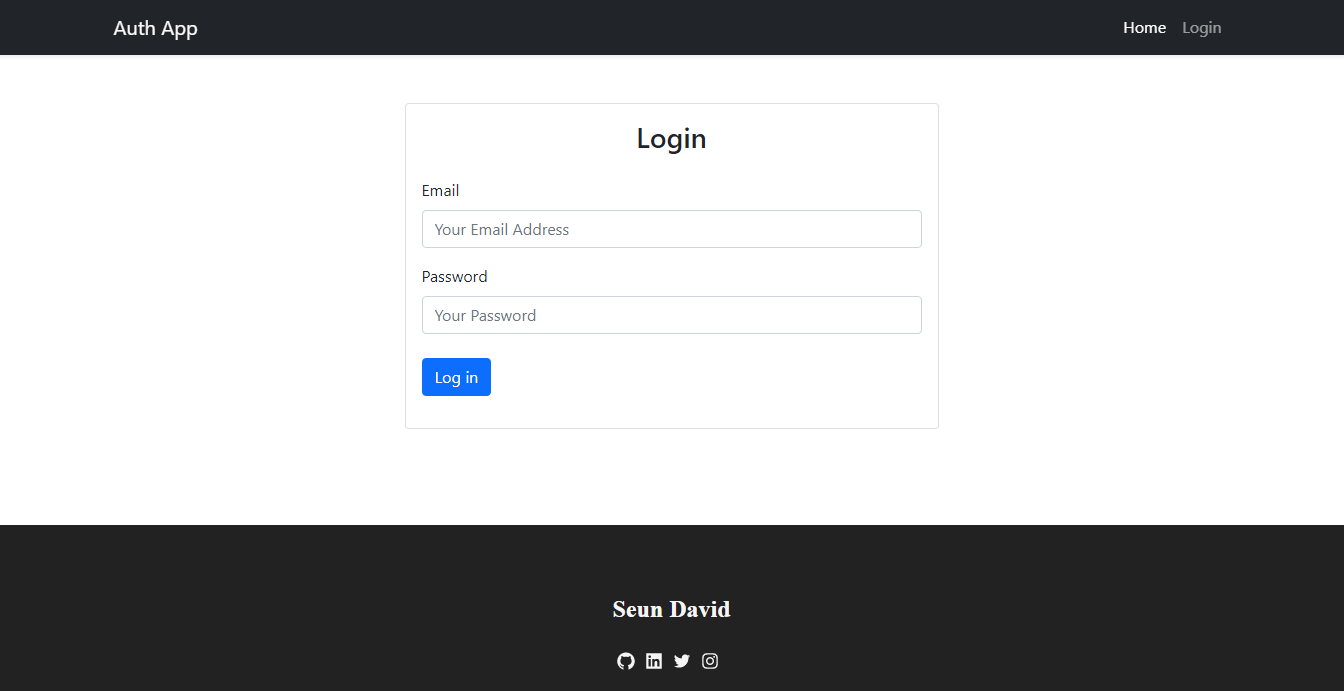 Auth App Home Login
Login
Email
Your Email Address
Password
Your Password
Log in
Seun David